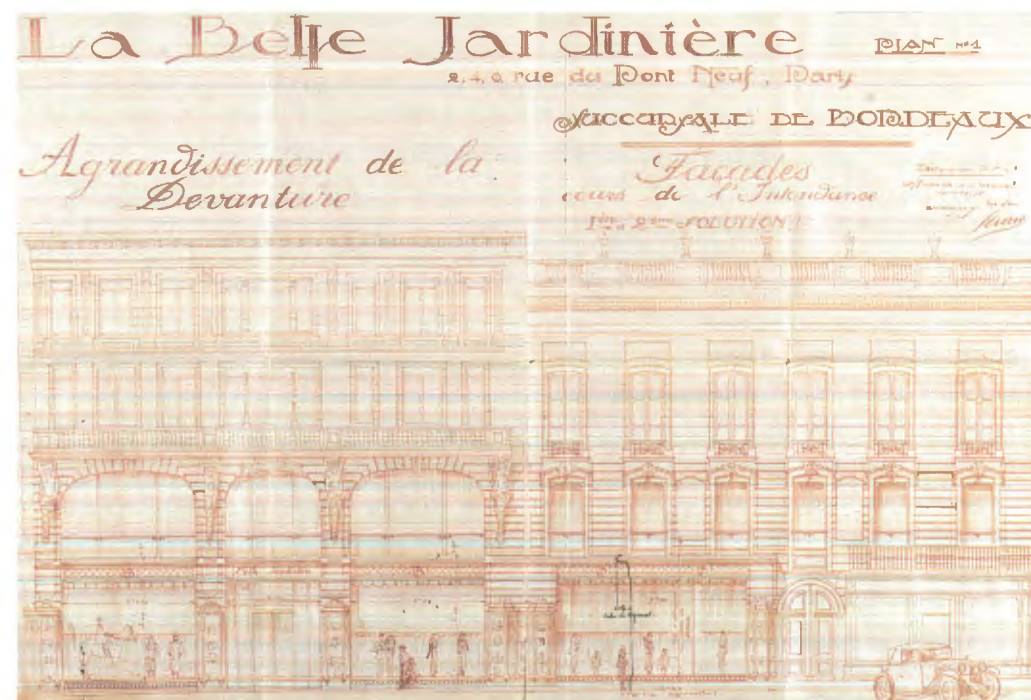 La Belle Jardinière
PLAN Nº1
2, 4, 6, rue du Pont Neuf, Paris
SUCCURSALE DE BORDEAUX
Agrandissement de la
Devanture
Façades
cours de l'Intendance
1ère & 2ème SOLUTION